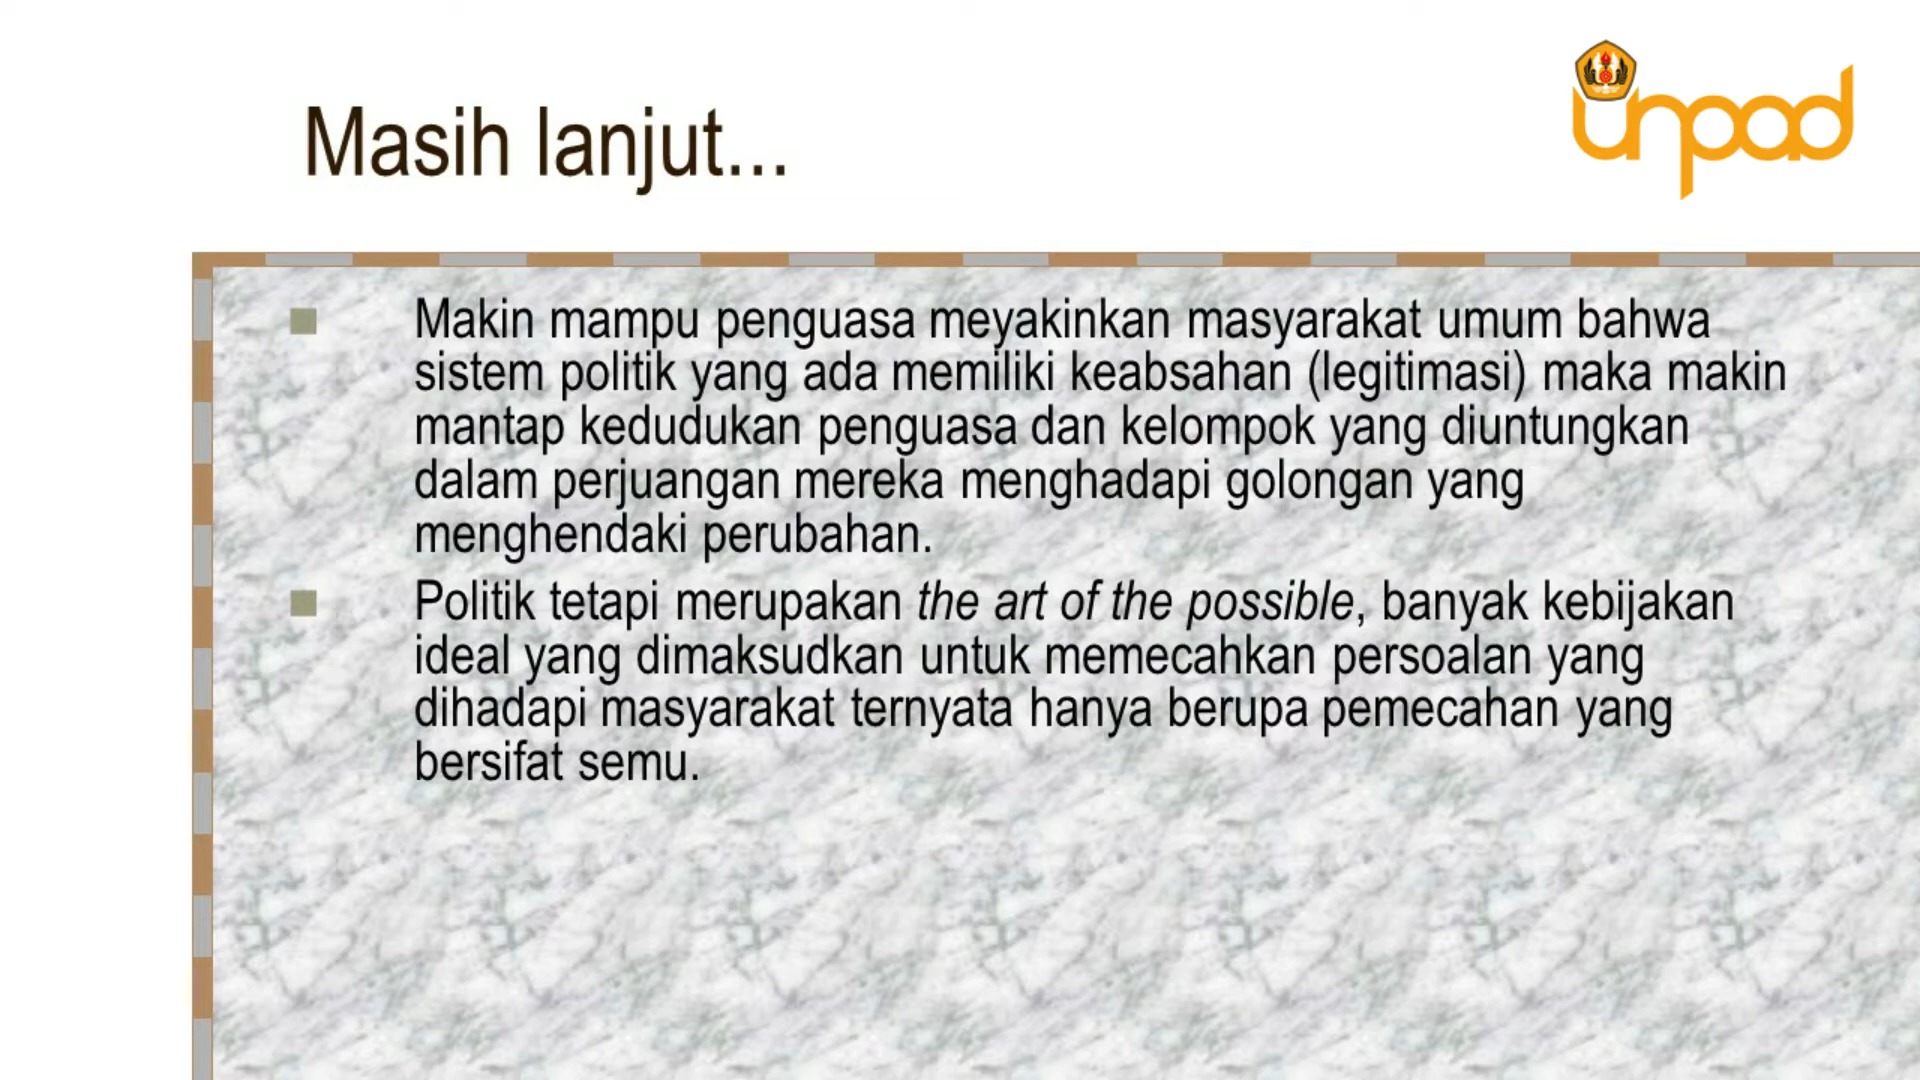 Masih lanjut...
unpad
Makin mampu penguasa meyakinkan masyarakat umum bahwa
sistem politik yang ada memiliki keabsahan (legitimasi) maka makin
mantap kedudukan penguasa dan kelompok yang diuntungkan
dalam perjuangan mereka menghadapi golongan yang
menghendaki perubahan.
Politik tetapi merupakan the art of the possible, banyak kebijakan
ideal yang dimaksudkan untuk memecahkan persoalan yang
dihadapi masyarakat ternyata hanya berupa pemecahan yang
bersifat semu.